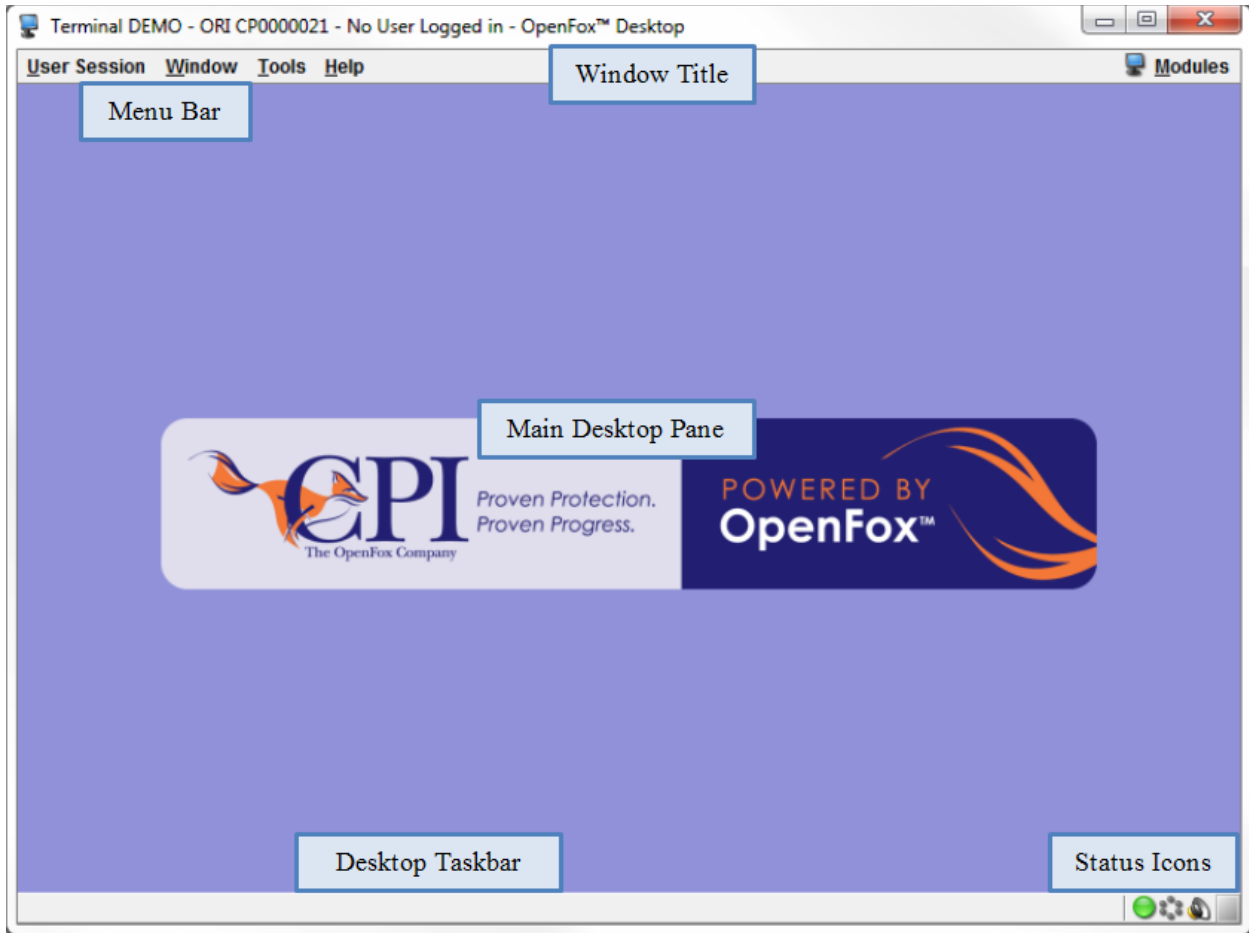 Terminal DEMO - ORI CP0000021 - No User Logged in - OpenFox™ Desktop
User Session Window Tools Help
Modules
Window Title
Menu Bar
Main Desktop Pane
CPI
The OpenFox Company
Proven Protection.
Proven Progress.
POWERED BY
OpenFox™
Desktop Taskbar
Status Icons